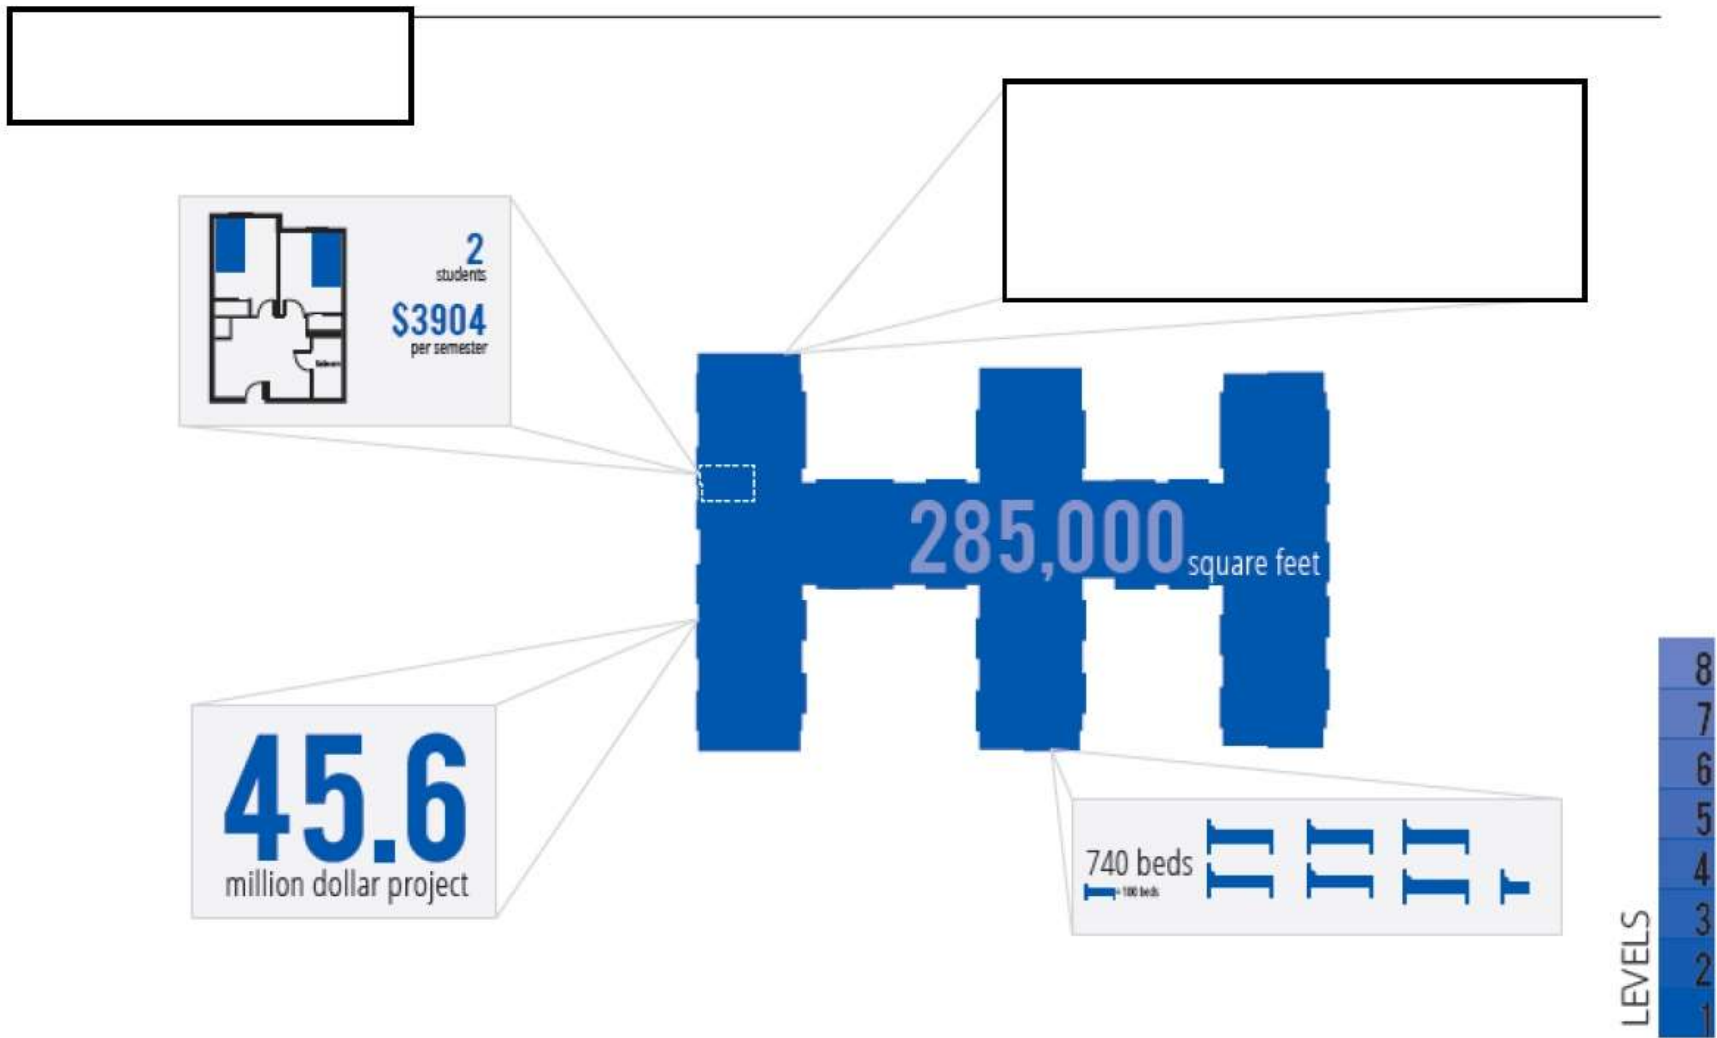 2
students
$3904
per semester
285,000 square feet
45.6
million dollar project
740 beds
= 100 beds
LEVELS
8
7
6
5
4
3
2
1